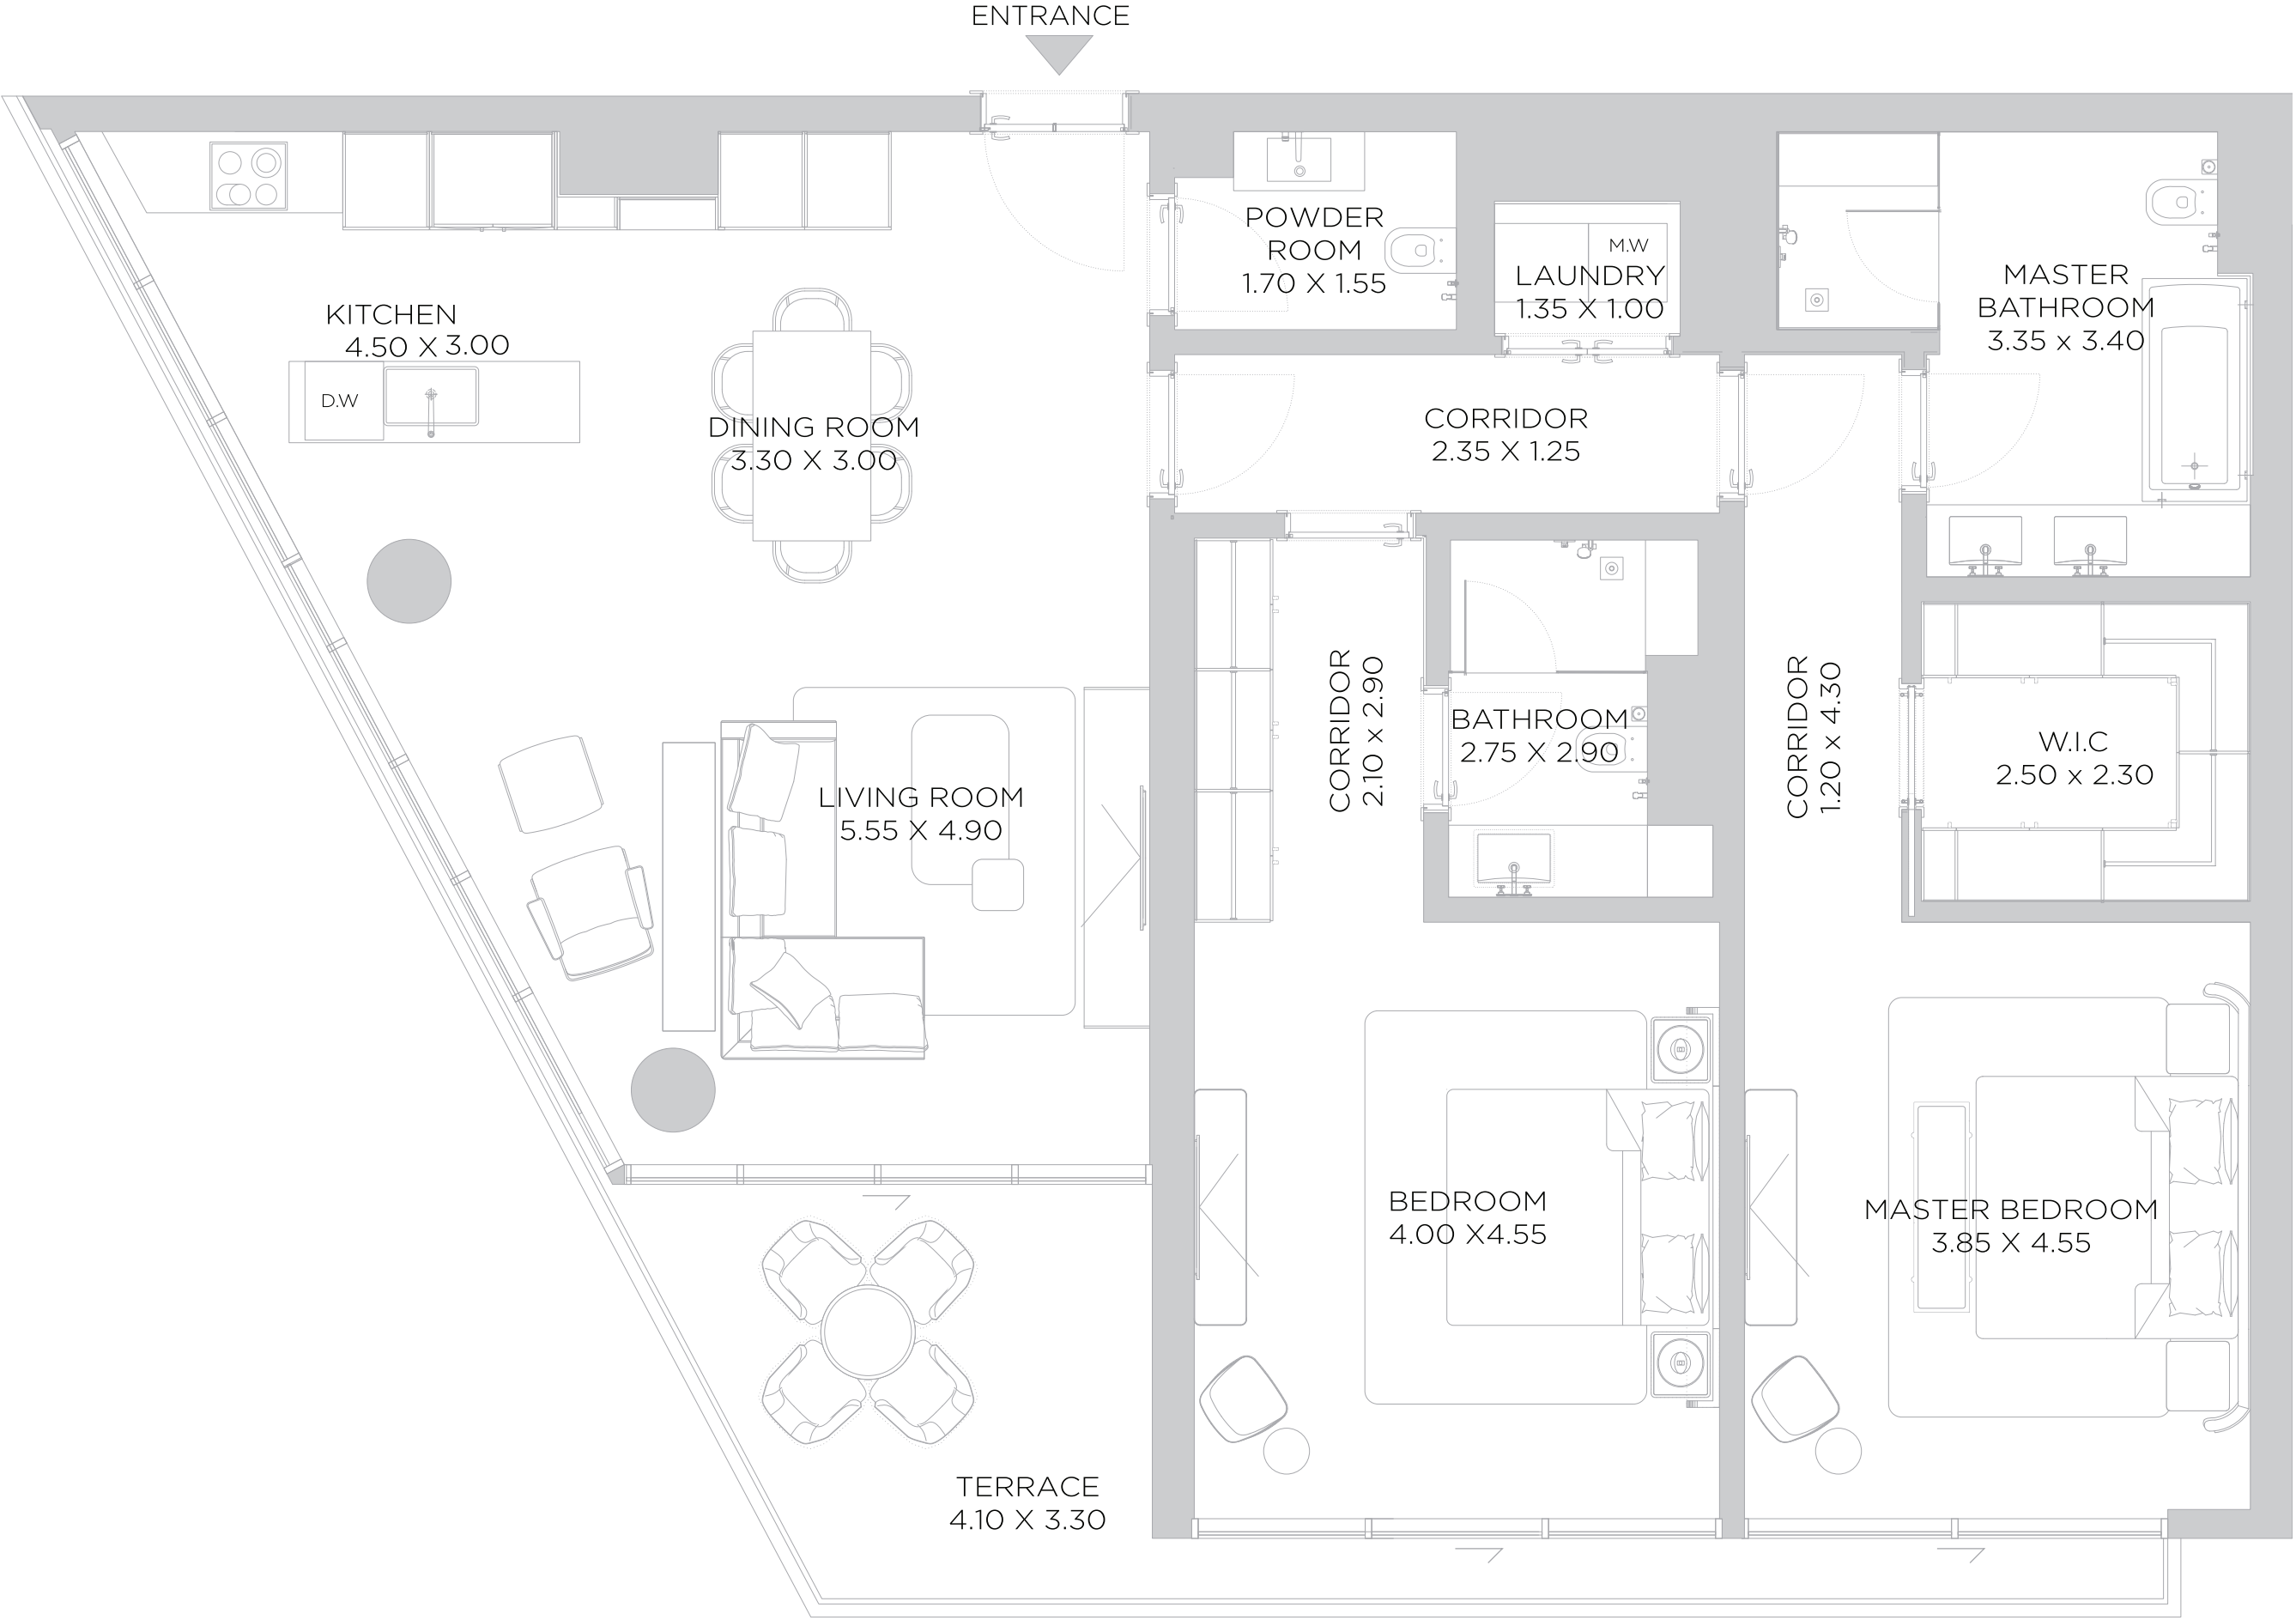 ENTRANCE
POWDER
ROOM
1.70 X 1.55
M.W
LAUNDRY
1.35 X 1.00
MASTER
BATHROOM
3.35 x 3.40
KITCHEN
4.50 X 3.00
D.W
DINING ROOM
3.30 X 3.00
CORRIDOR
2.35 X 1.25
CORRIDOR
2.10 x 2.90
BATHROOM
2.75 X 2.90
CORRIDOR
1.20 x 4.30
W.I.C
2.50 x 2.30
LIVING ROOM
5.55 X 4.90
BEDROOM
4.00 X4.55
MASTER BEDROOM
3.85 X 4.55
TERRACE
4.10 X 3.30